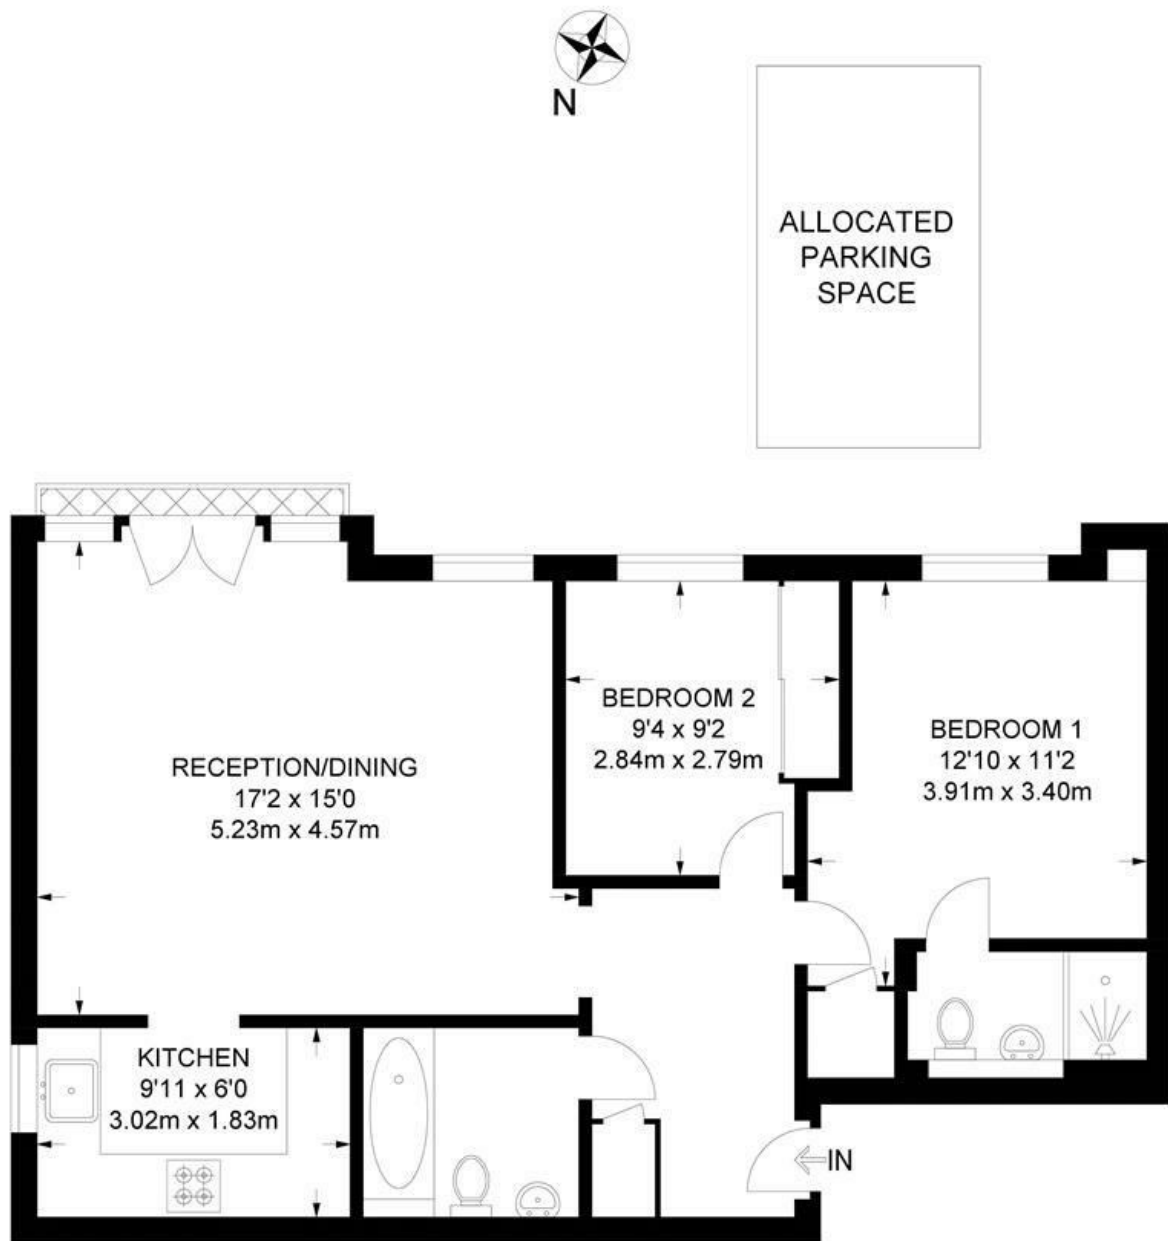 N
ALLOCATED
PARKING
SPACE
RECEPTION/DINING
17'2 x 15'0
5.23m x 4.57m
BEDROOM 2
9'4 x 9'2
2.84m x 2.79m
BEDROOM 1
12'10 x 11'2
3.91m x 3.40m
KITCHEN
9'11 x 6'0
3.02m x 1.83m
IN